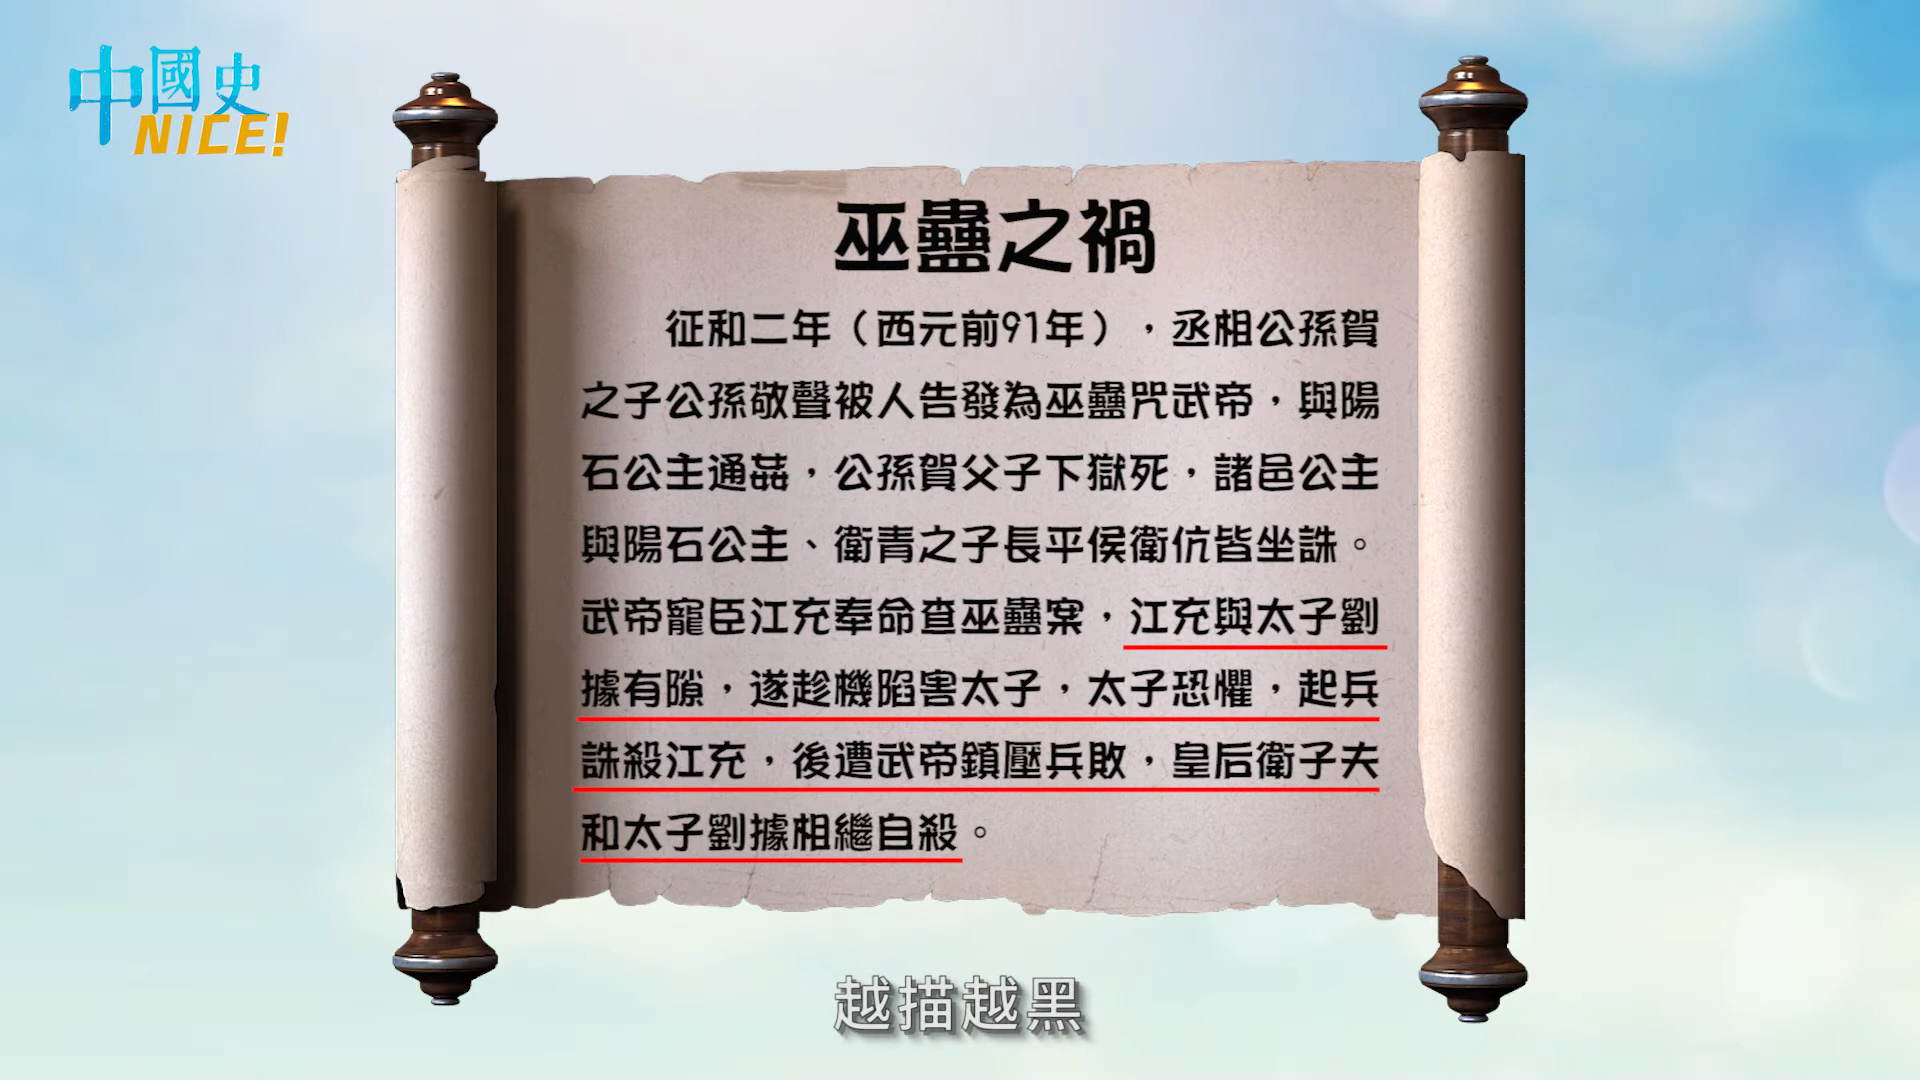 中國史
NICE!
巫蠱之禍
征和二年（西元前91年），丞相公孫賀
之子公孫敬聲被人告發為巫蠱咒武帝，與陽
石公主通姦，公孫賀父子下獄死，諸邑公主
與陽石公主、衛青之子長平侯衛伉皆坐誅。
武帝寵臣江充奉命查巫蠱案，江充與太子劉
據有隙，遂趁機陷害太子，太子恐懼，起兵
誅殺江充，後遭武帝鎮壓兵敗，皇后衛子夫
和太子劉據相繼自殺。
越描越黑